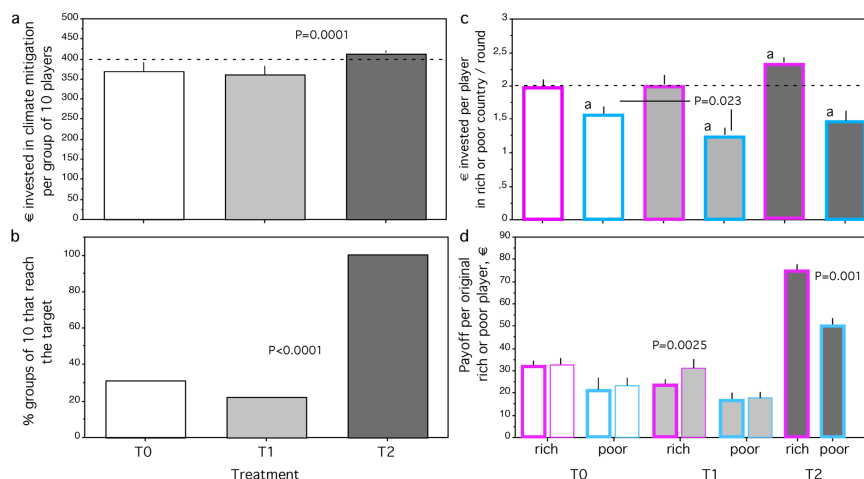 a
€ invested in climate mitigation
per group of 10 players
500
450
400
350
300
250
200
150
100
50
0
P=0.0001
b
% groups of 10 that reach
the target
100
80
60
40
20
0
P<0.0001
T0
T1
T2
Treatment
c
€ invested per player
in rich or poor country / round
2,5
2
1,5
1
,5
0
a
a
a
a
P=0.023
d
Payoff per original
rich or poor player, €
90
80
70
60
50
40
30
20
10
0
P=0.0025
P=0.001
rich
poor
rich
poor
rich
poor
T0
T1
T2